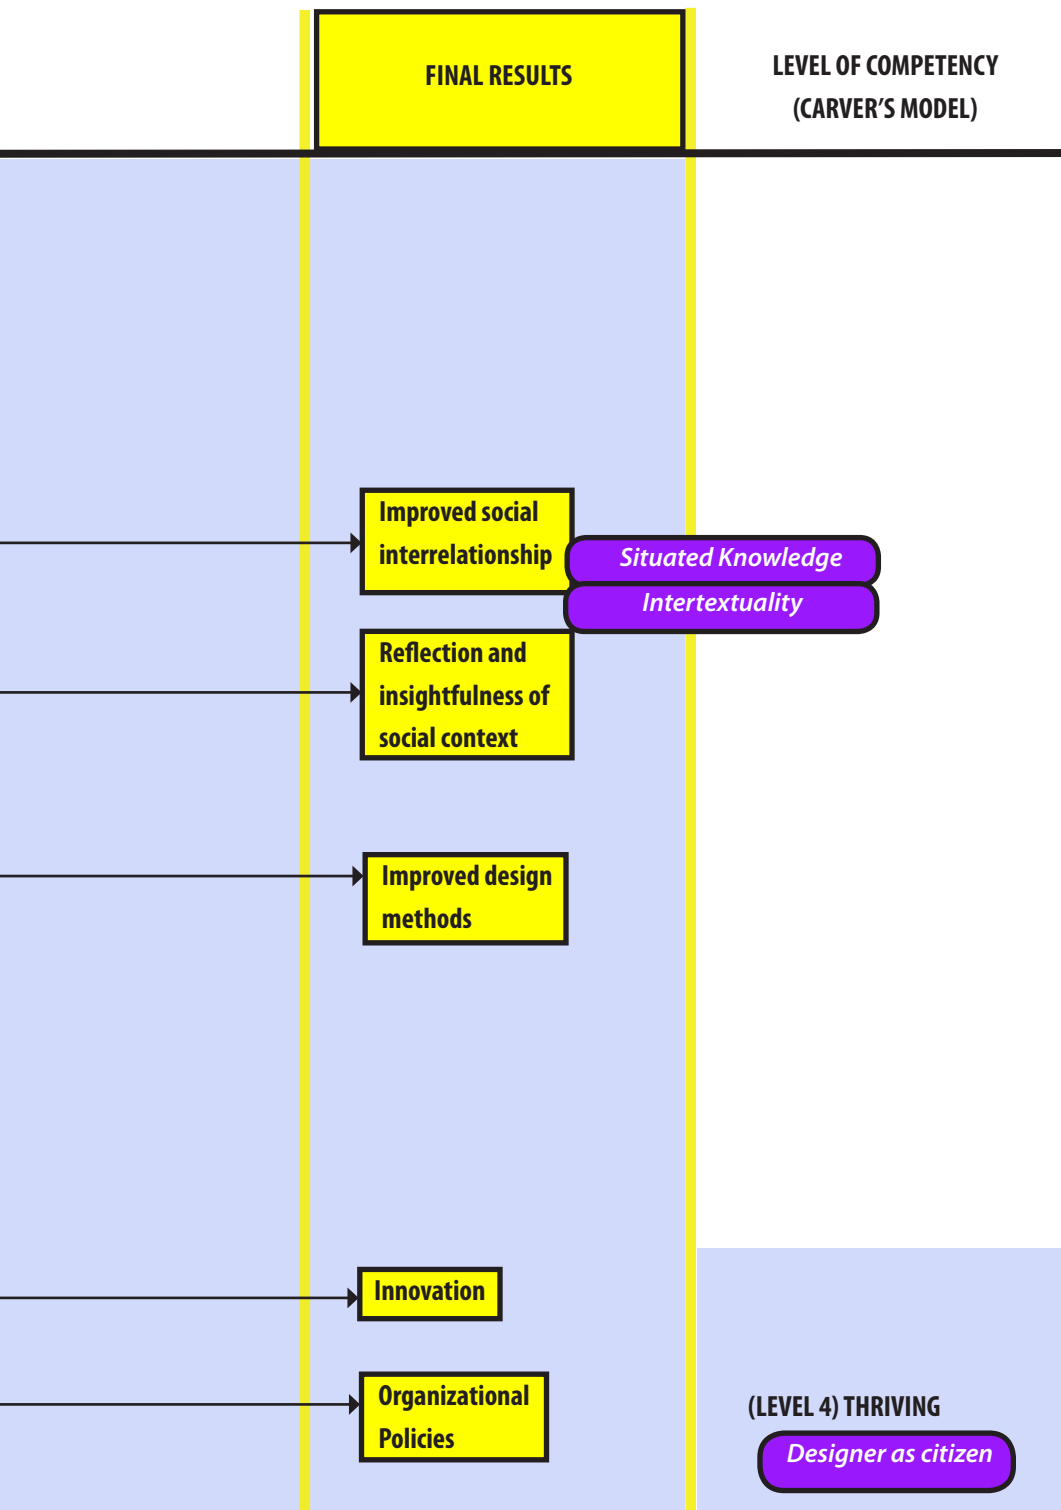 FINAL RESULTS
LEVEL OF COMPETENCY
(CARVER'S MODEL)
Improved social
interrelationship
Situated Knowledge
Intertextuality
Reflection and
insightfulness of
social context
Improved design
methods
Innovation
Organizational
Policies
(LEVEL 4) THRIVING
Designer as citizen